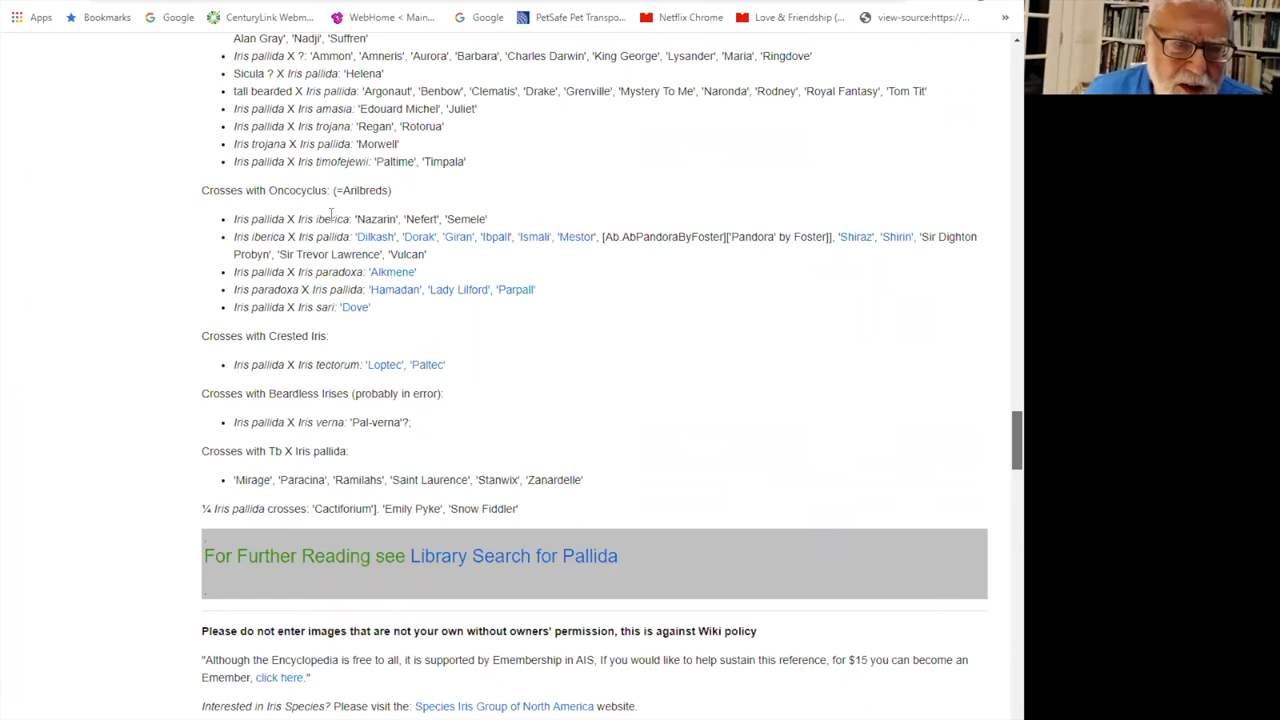 Apps Bookmarks Google CenturyLink Webm... WebHome < Main... Google PetSafe Pet Transpo... Netflix Chrome Love & Friendship (... view-source:https://... »
Alan Gray', 'Nadji', 'Suffren'
• Iris pallida X ?: 'Ammon', 'Amneris', 'Aurora', 'Barbara', 'Charles Darwin', 'King George', 'Lysander', 'Maria', 'Ringdove'
• Sicula ? X Iris pallida: 'Helena'
• tall bearded X Iris pallida: 'Argonaut', 'Benbow', 'Clematis', 'Drake', 'Grenville', 'Mystery To Me', 'Naronda', 'Rodney', 'Royal Fantasy', 'Tom Tit'
• Iris pallida X Iris amasia: 'Edouard Michel', 'Juliet'
• Iris pallida X Iris trojana: 'Regan', 'Rotorua'
• Iris trojana X Iris pallida: 'Morwell'
• Iris pallida X Iris timofejewii: 'Paltime', 'Timpala'
Crosses with Oncocyclus: (=Arilbreds)
• Iris pallida X Iris iberica: 'Nazarin', 'Nefert', 'Semele'
• Iris iberica X Iris pallida: 'Dilkash', 'Dorak', 'Giran', 'Ibpall', 'Ismali', 'Mestor', [Ab.AbPandoraByFoster]['Pandora' by Foster]], 'Shiraz', 'Shirin', 'Sir Dighton
Probyn', 'Sir Trevor Lawrence', 'Vulcan'
• Iris pallida X Iris paradoxa: 'Alkmene'
• Iris paradoxa X Iris pallida: 'Hamadan', 'Lady Lilford', 'Parpall'
• Iris pallida X Iris sari: 'Dove'
Crosses with Crested Iris:
• Iris pallida X Iris tectorum: 'Loptec', 'Paltec'
Crosses with Beardless Irises (probably in error):
• Iris pallida X Iris verna: 'Pal-verna'?;
Crosses with Tb X Iris pallida:
• 'Mirage', 'Paracina', 'Ramilahs', 'Saint Laurence', 'Stanwix', 'Zanardelle'
¼ Iris pallida crosses: 'Cactiforium']. 'Emily Pyke', 'Snow Fiddler'
.
For Further Reading see Library Search for Pallida
.
Please do not enter images that are not your own without owners' permission, this is against Wiki policy
"Although the Encyclopedia is free to all, it is supported by Emembership in AIS, If you would like to help sustain this reference, for $15 you can become an
Emember, click here."
Interested in Iris Species? Please visit the: Species Iris Group of North America website.